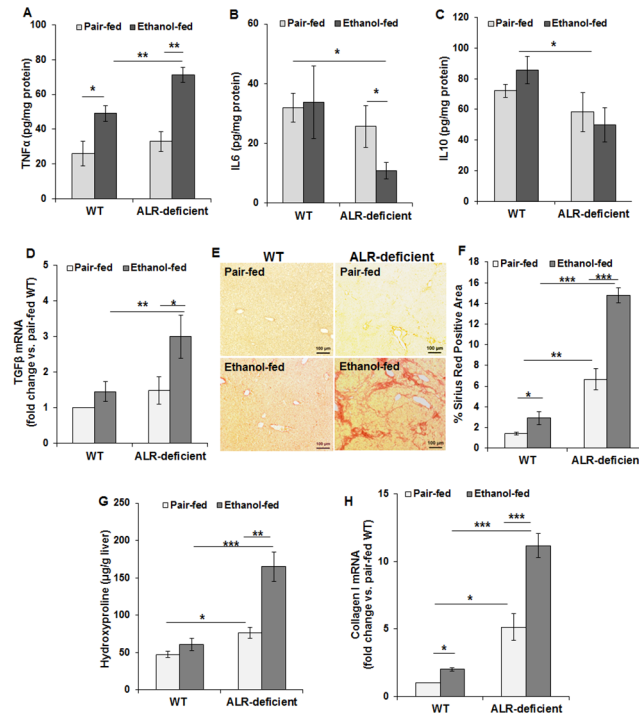 A
Pair-fed Ethanol-fed
TNFα (pg/mg protein)
100
80
60
40
20
0
*
**
**
WT ALR-deficient
B
Pair-fed Ethanol-fed
IL6 (pg/mg protein)
60
40
20
0
*
*
WT ALR-deficient
C
Pair-fed Ethanol-fed
IL10 (pg/mg protein)
120
100
80
60
40
20
0
*
WT ALR-deficient
D
Pair-fed Ethanol-fed
TGFβ mRNA
(fold change vs. pair-fed WT)
5
4
3
2
1
0
**
*
WT ALR-deficient
E
WT ALR-deficient
Pair-fed Pair-fed
100 µm 100 µm
Ethanol-fed Ethanol-fed
100 µm 100 µm
F
Pair-fed Ethanol-fed
% Sirius Red Positive Area
18
16
14
12
10
8
6
4
2
0
*
**
***
***
WT ALR-deficien
G
Pair-fed Ethanol-fed
Hydroxyproline (µg/g liver)
250
200
150
100
50
0
*
***
**
WT ALR-deficient
H
Pair-fed Ethanol-fed
Collagen I mRNA
(fold change vs. pair-fed WT)
15
10
5
0
*
*
***
***
WT ALR-deficient